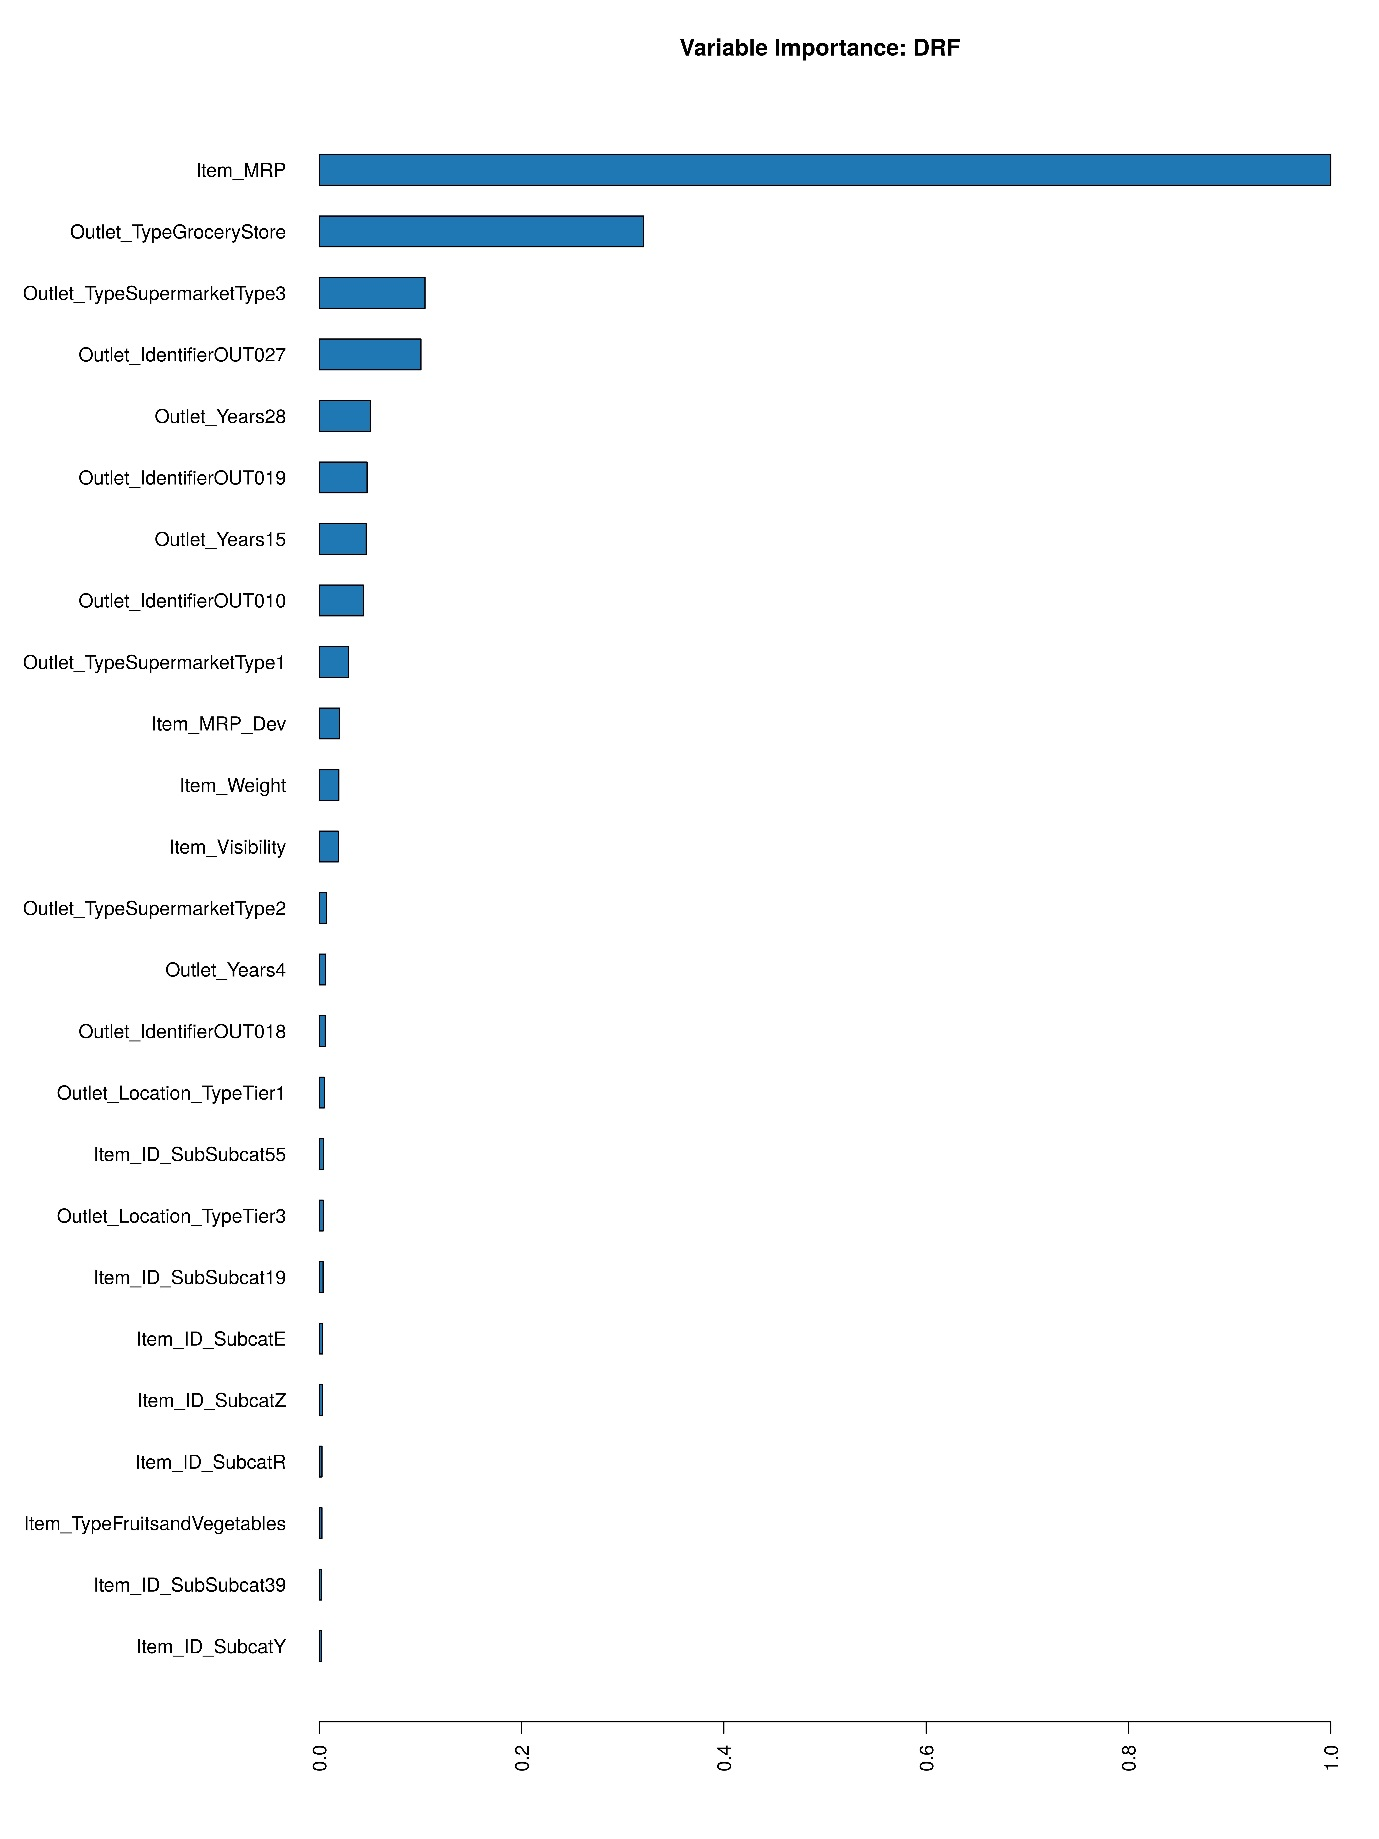 Variable Importance: DRF
Item_MRP
Outlet_TypeGroceryStore
Outlet_TypeSupermarketType3
Outlet_IdentifierOUT027
Outlet_Years28
Outlet_IdentifierOUT019
Outlet_Years15
Outlet_IdentifierOUT010
Outlet_TypeSupermarketType1
Item_MRP_Dev
Item_Weight
Item_Visibility
Outlet_TypeSupermarketType2
Outlet_Years4
Outlet_IdentifierOUT018
Outlet_Location_TypeTier1
Item_ID_SubSubcat55
Outlet_Location_TypeTier3
Item_ID_SubSubcat19
Item_ID_SubcatE
Item_ID_SubcatZ
Item_ID_SubcatR
Item_TypeFruitsandVegetables
Item_ID_SubSubcat39
Item_ID_SubcatY
0.0
0.2
0.4
0.6
0.8
1.0